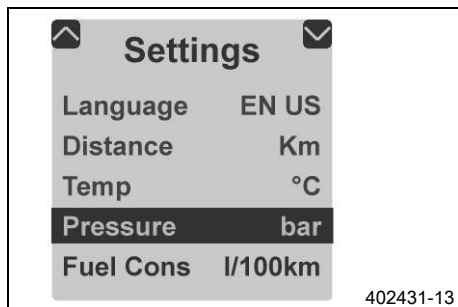 Settings
Language EN US
Distance Km
Temp °C
Pressure bar
Fuel Cons l/100km
402431-13